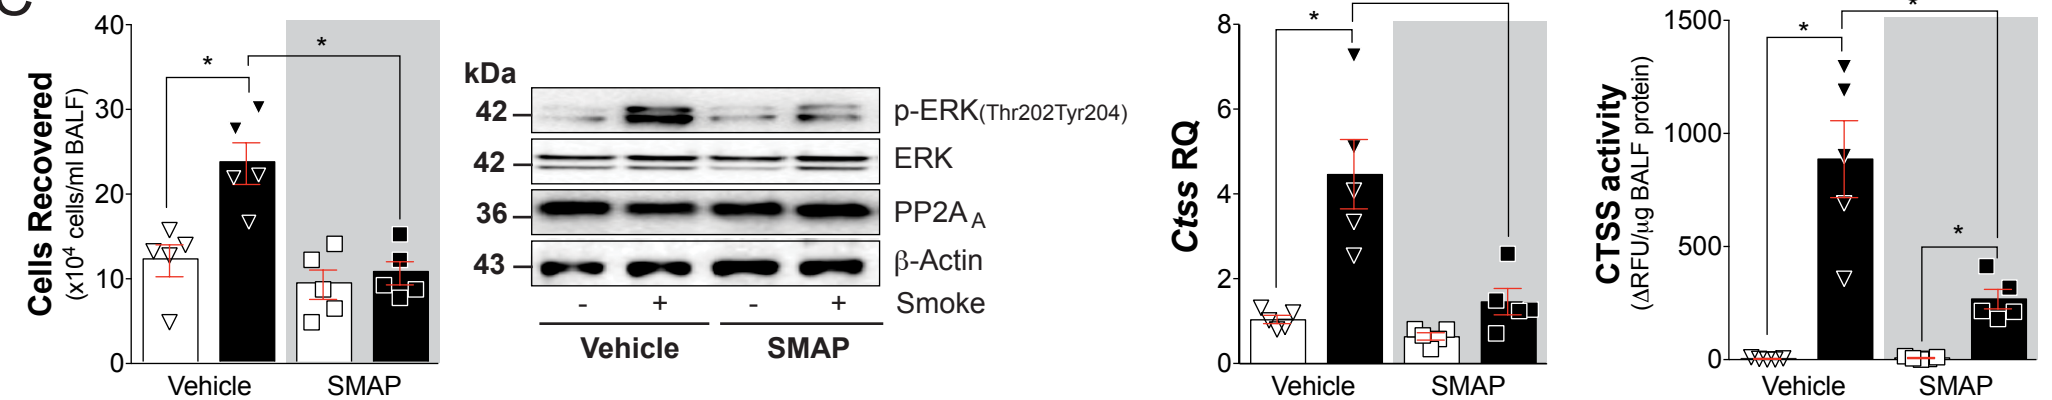 C
Cells Recovered
(x10⁴ cells/ml BALF)
40
30
20
10
0
*
*
Vehicle SMAP
kDa
42 p-ERK(Thr202Tyr204)
42 ERK
36 PP2A A
43 β-Actin
- + - + Smoke
Vehicle SMAP
Ctss RQ
8
6
4
2
0
*
Vehicle SMAP
CTSS activity
(ΔRFU/µg BALF protein)
1500
1000
500
0
*
*
*
Vehicle SMAP